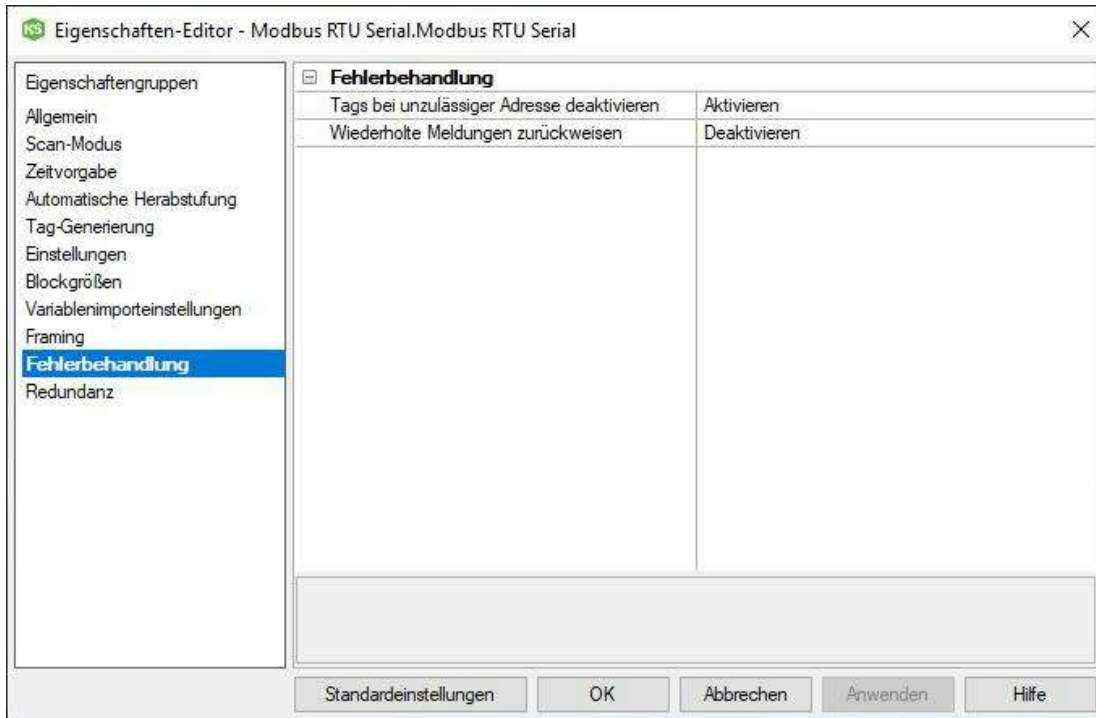 KS Eigenschaften-Editor - Modbus RTU Serial.Modbus RTU Serial
Eigenschaftengruppen
Allgemein
Scan-Modus
Zeitvorgabe
Automatische Herabstufung
Tag-Generierung
Einstellungen
Blockgrößen
Variablenimporteinstellungen
Framing
Fehlerbehandlung
Redundanz
Fehlerbehandlung
Tags bei unzulässiger Adresse deaktivieren Aktivieren
Wiederholte Meldungen zurückweisen Deaktivieren
Standardeinstellungen OK Abbrechen Anwenden Hilfe